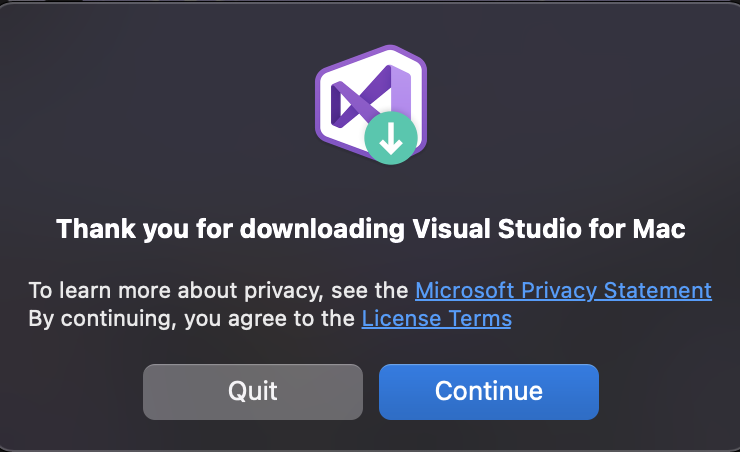 Thank you for downloading Visual Studio for Mac
To learn more about privacy, see the Microsoft Privacy Statement
By continuing, you agree to the License Terms
Quit
Continue